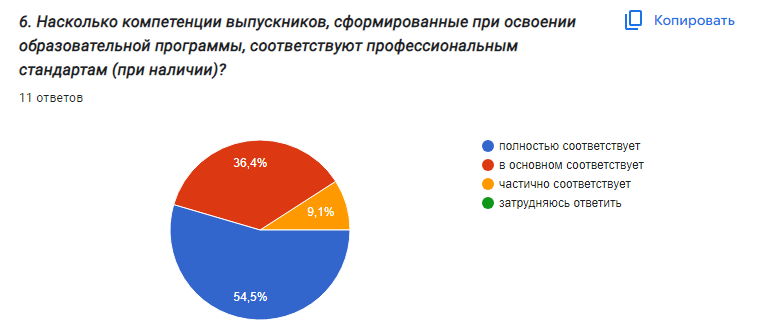 6. Насколько компетенции выпускников, сформированные при освоении
образовательной программы, соответствуют профессиональным
стандартам (при наличии)?
Копировать
11 ответов
36,4%
9,1%
54,5%
полностью соответствует
в основном соответствует
частично соответствует
затрудняюсь ответить